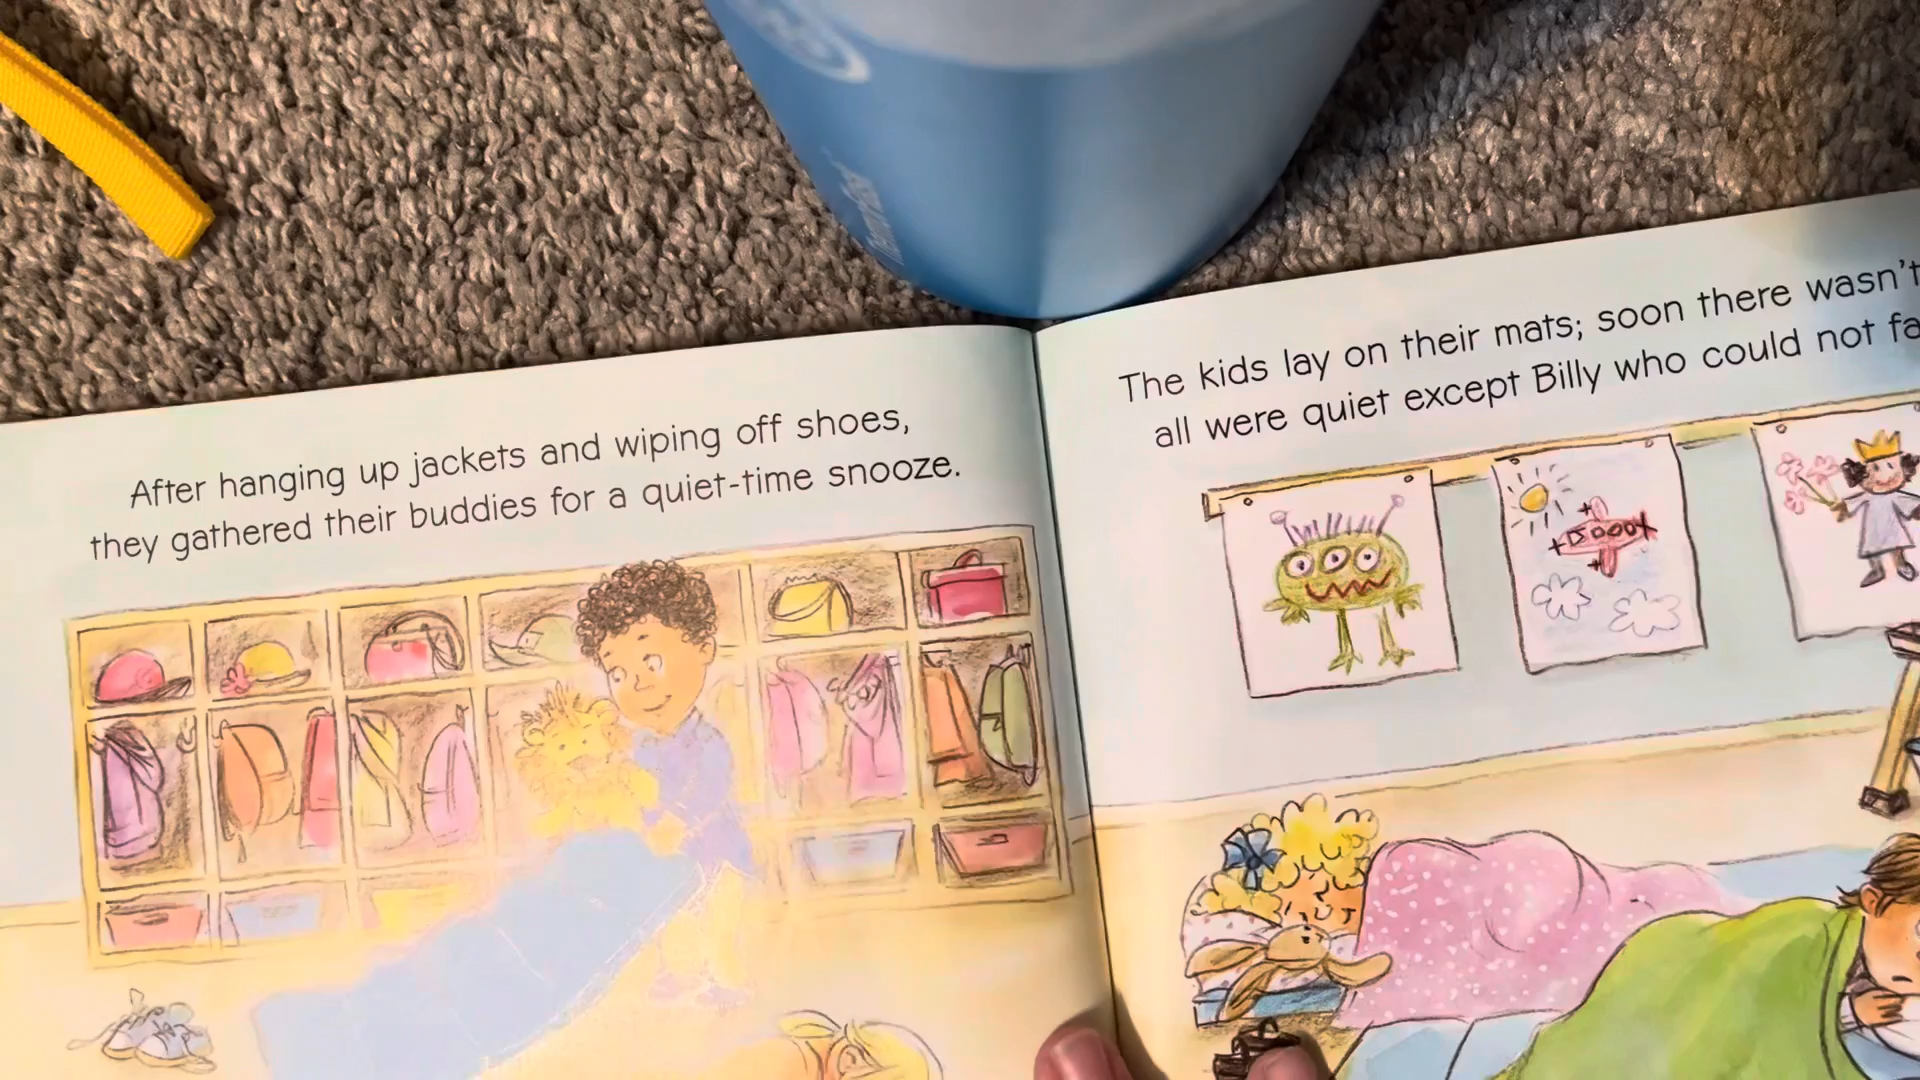 After hanging up jackets and wiping off shoes,
they gathered their buddies for a quiet-time snooze.
The kids lay on their mats; soon there wasn't
all were quiet except Billy who could not